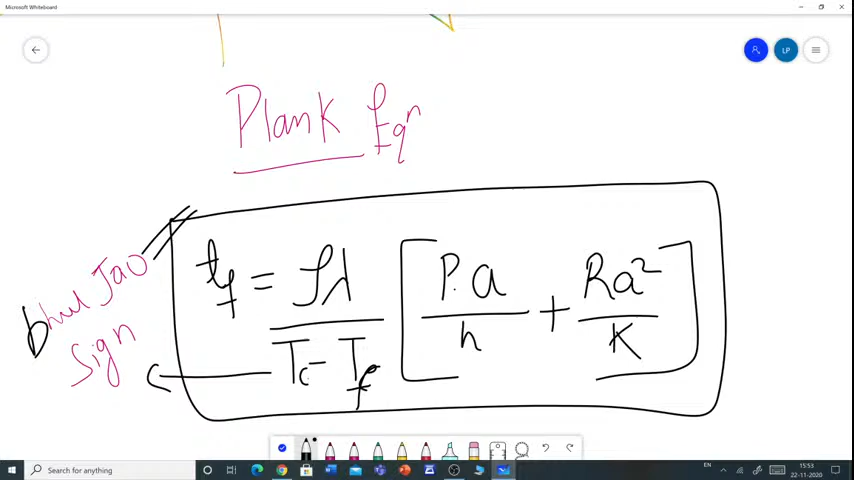 Microsoft Whiteboard
LP
Plank Eqn
bhul Jao
Sign
tf = ρλ / Tc - Tf [ P.a / h + Ra² / K ]
Search for anything
EN
15:53
22-11-2020